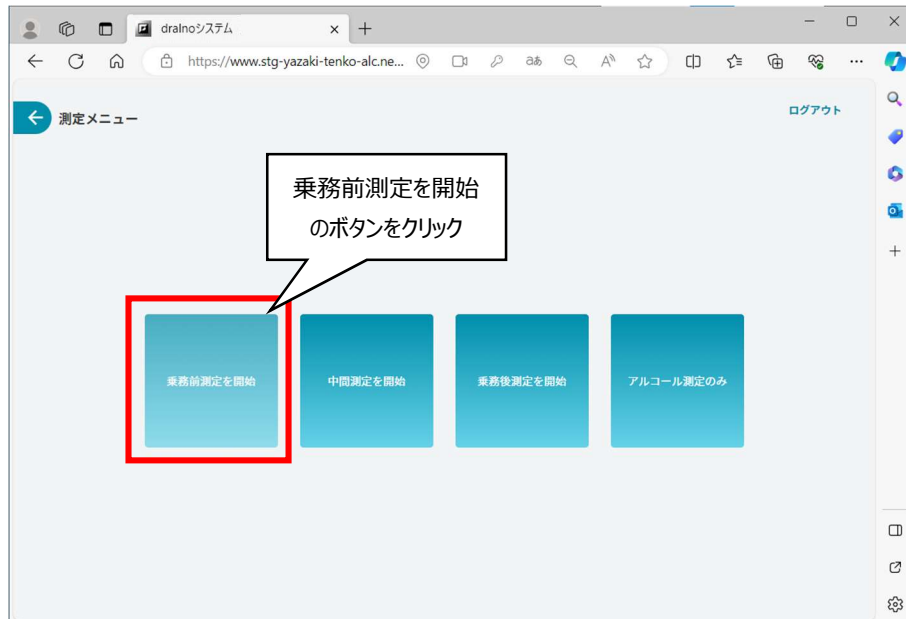 dralnoシステム
https://www.stg-yazaki-tenko-alc.ne...
測定メニュー
ログアウト
乗務前測定を開始
のボタンをクリック
乗務前測定を開始
中間測定を開始
乗務後測定を開始
アルコール測定のみ